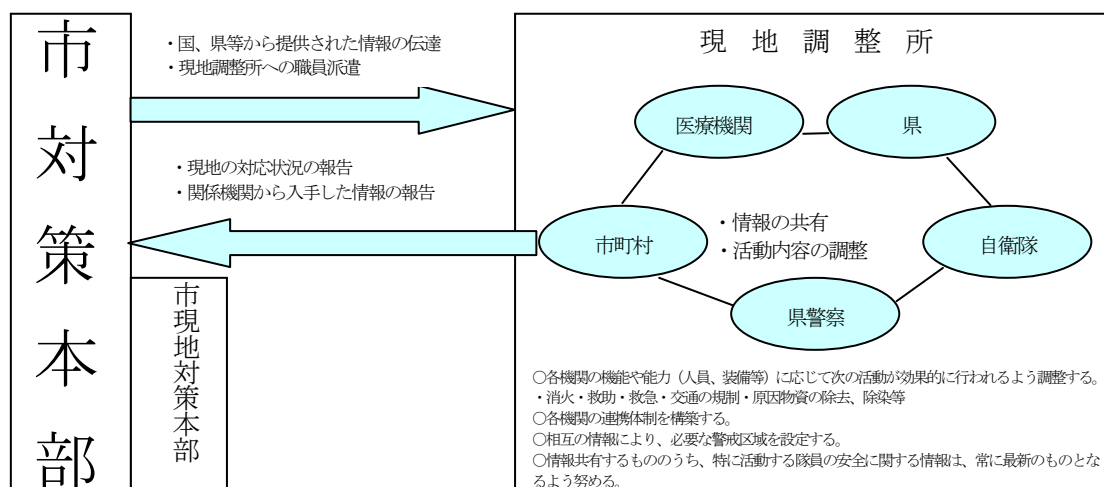 市対策本部
・国、県等から提供された情報の伝達
・現地調整所への職員派遣
・現地の対応状況の報告
・関係機関から入手した情報の報告
市現地対策本部
現地調整所
医療機関
県
市町村
・情報の共有
・活動内容の調整
自衛隊
県警察
○各機関の機能や能力（人員、装備等）に応じて次の活動が効果的に行われるよう調整する。
・消火・救助・救急・交通の規制・原因物資の除去、除染等
○各機関の連携体制を構築する。
○相互の情報により、必要な警戒区域を設定する。
○情報共有するもののうち、特に活動する隊員の安全に関する情報は、常に最新のものとな
るよう努める。